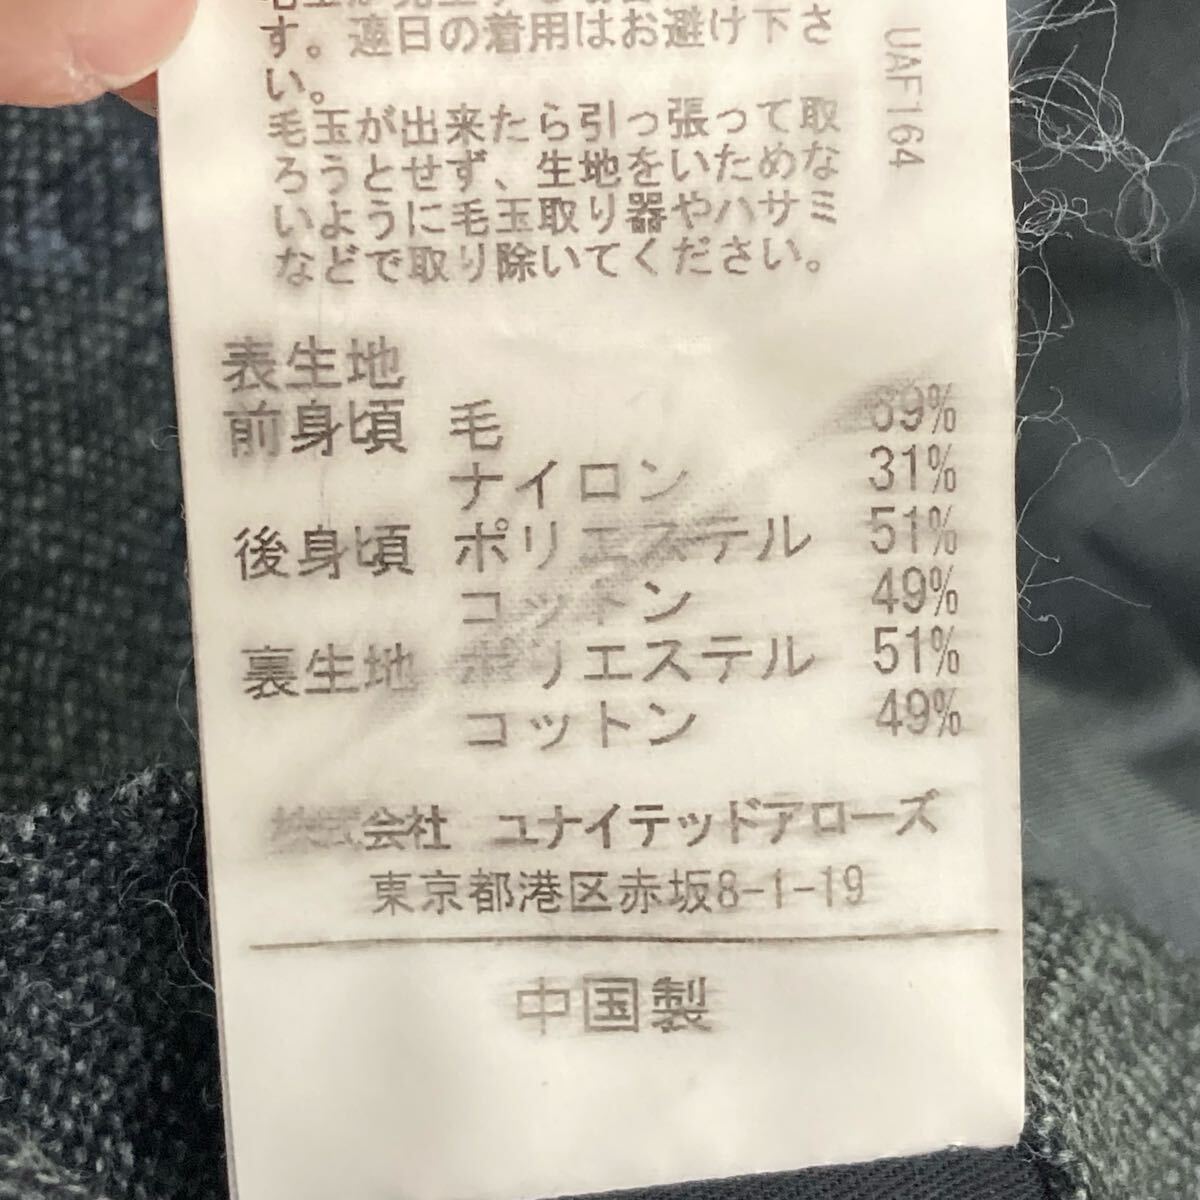 す。連日の着用はお避け下さ
い。
毛玉が出来たら引っ張って取
ろうとせず、生地をいためな
いように毛玉取り器やハサミ
などで取り除いてください。
UAF164
表生地
前身頃 毛 69%
ナイロン 31%
後身頃 ポリエステル 51%
コットン 49%
裏生地 ポリエステル 51%
コットン 49%
株式会社 ユナイテッドアローズ
東京都港区赤坂8-1-19
中国製